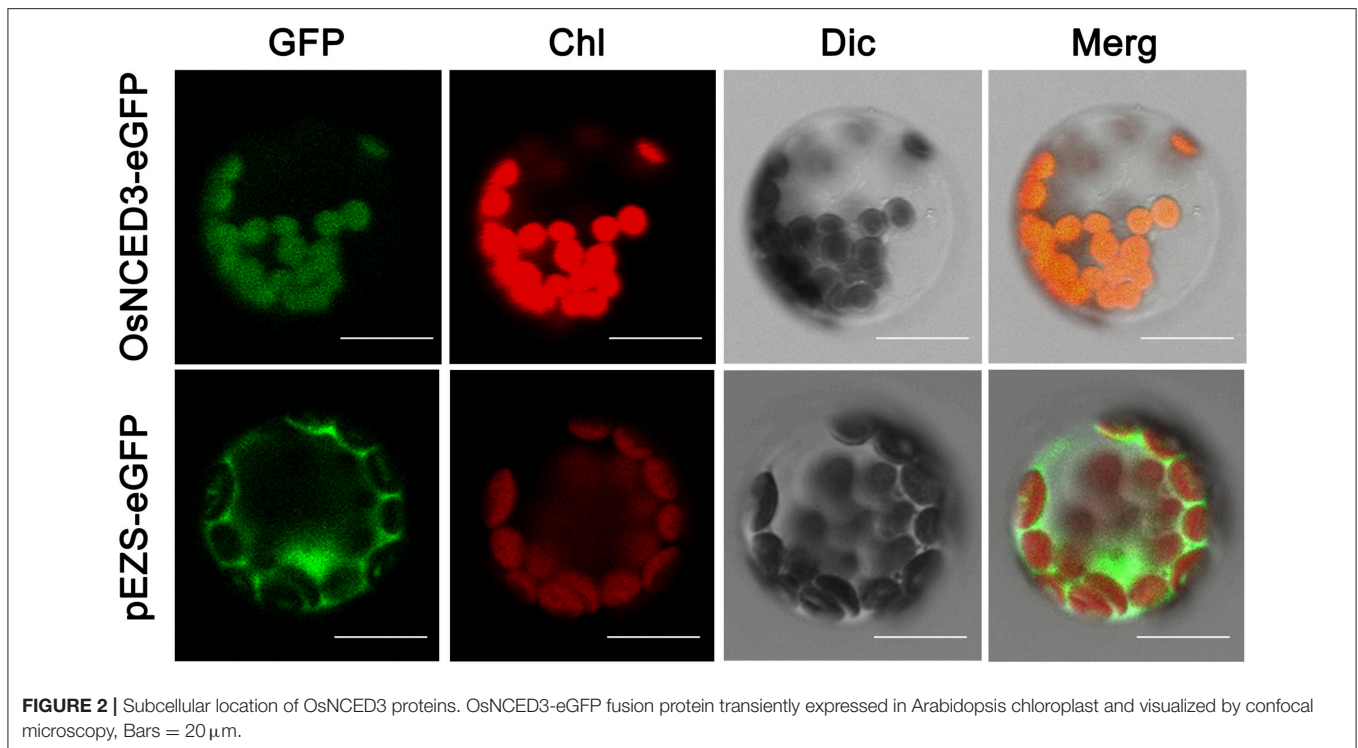 GFP Chl Dic Merg
OsNCED3-eGFP
pEZS-eGFP
FIGURE 2 | Subcellular location of OsNCED3 proteins. OsNCED3-eGFP fusion protein transiently expressed in Arabidopsis chloroplast and visualized by confocal
microscopy, Bars = 20 μm.